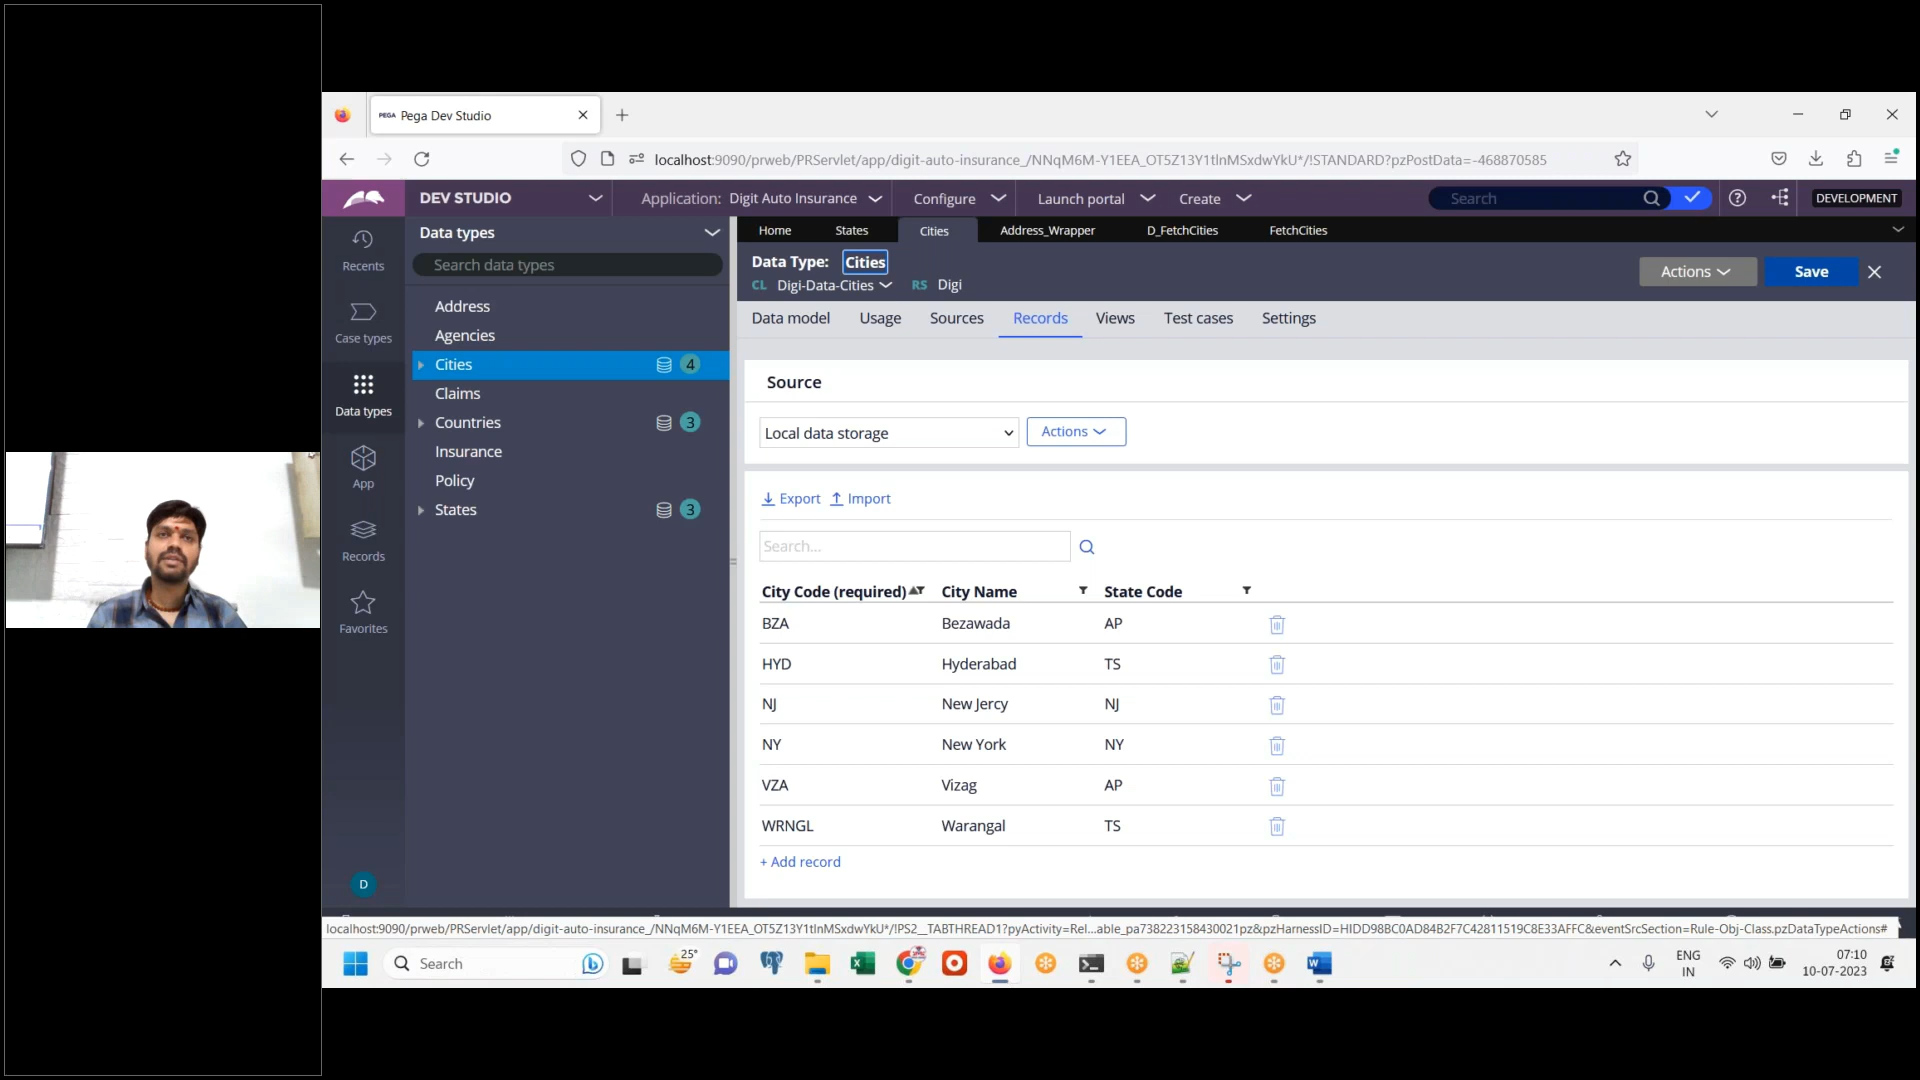 PEGA Pega Dev Studio
localhost:9090/prweb/PRServlet/app/digit-auto-insurance_/NNqM6M-Y1EEA_OT5Z13Y1tlnMSxdwYkU*/!STANDARD?pzPostData=-468870585
DEV STUDIO
Application: Digit Auto Insurance
Configure
Launch portal
Create
Search
DEVELOPMENT
Recents
Case types
Data types
App
Records
Favorites
D
Data types
Search data types
Address
Agencies
Cities 4
Claims
Countries 3
Insurance
Policy
States 3
Home States Cities Address_Wrapper D_FetchCities FetchCities
Data Type: Cities
CL Digi-Data-Cities RS Digi
Actions Save
Data model Usage Sources Records Views Test cases Settings
Source
Local data storage Actions
Export Import
Search...
City Code (required) City Name State Code
BZA Bezawada AP
HYD Hyderabad TS
NJ New Jercy NJ
NY New York NY
VZA Vizag AP
WRNGL Warangal TS
+ Add record
localhost:9090/prweb/PRServlet/app/digit-auto-insurance_/NNqM6M-Y1EEA_OT5Z13Y1tlnMSxdwYkU*/!PS2__TABTHREAD1?pyActivity=Rel...able_pa73822315843002​1pz&pzHarnessID=HIDD98BC0AD84B2F7C42811519C8E33AFFC&eventSrcSection=Rule-Obj-Class.pzDataTypeActions#
Search
25°
ENG
IN
07:10
10-07-2023